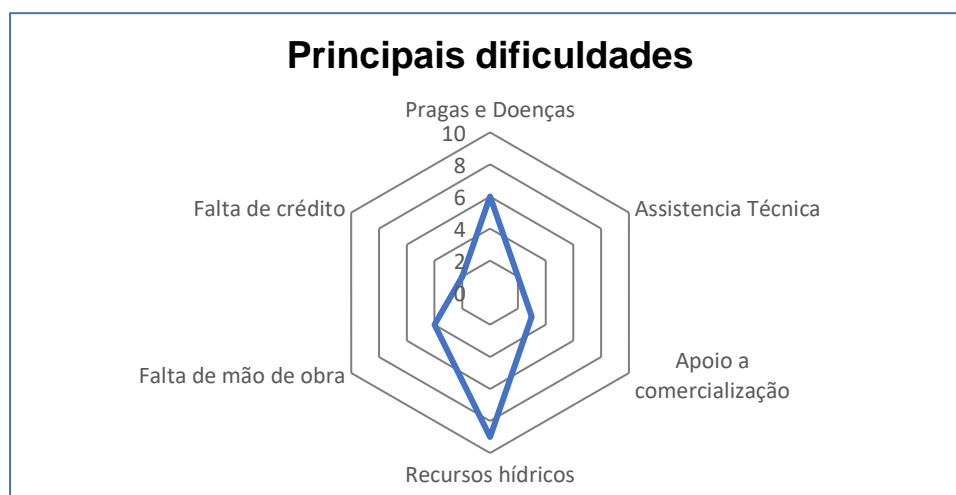 Principais dificuldades
Pragas e Doenças
10
8
6
4
2
0
Assistencia Técnica
Apoio a
comercialização
Recursos hídricos
Falta de mão de obra
Falta de crédito